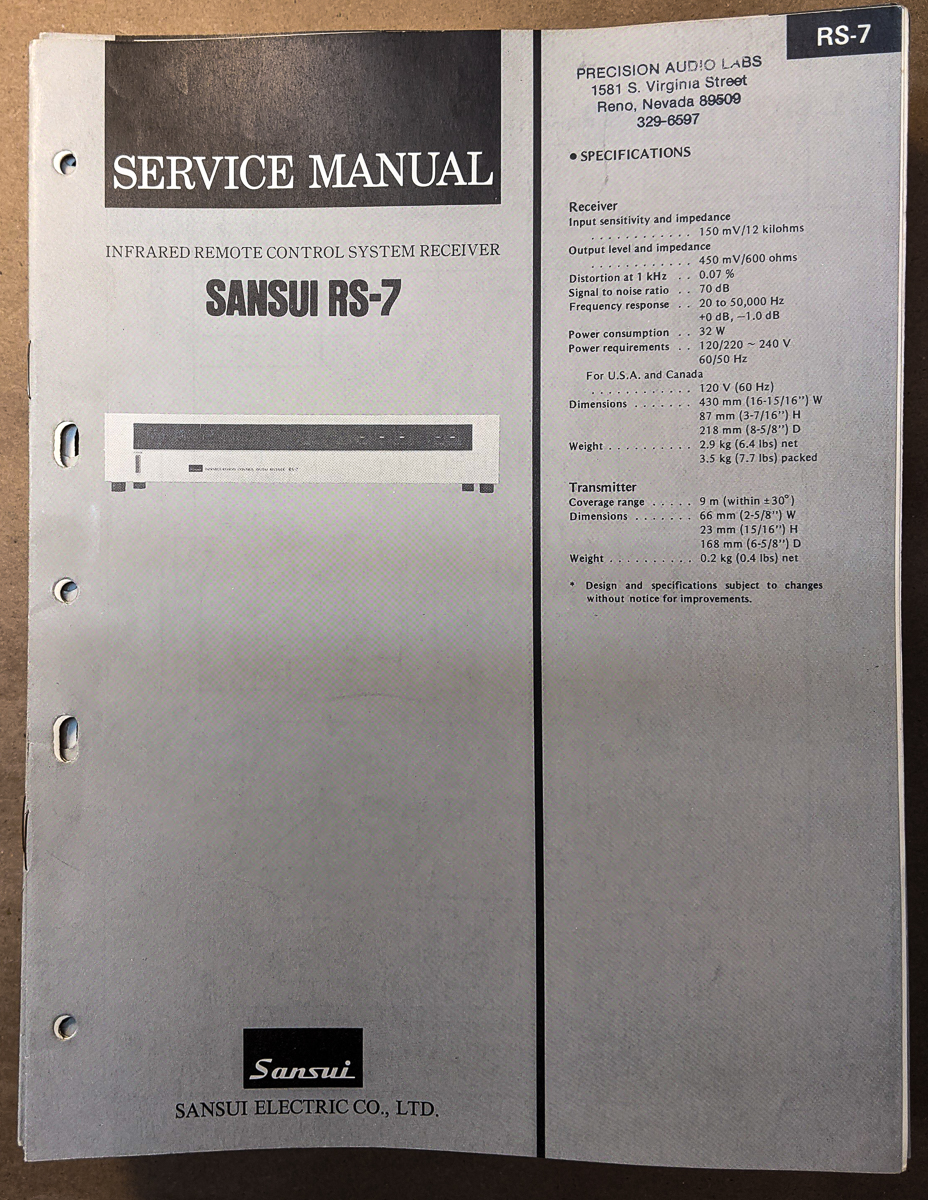 RS-7
SERVICE MANUAL
INFRARED REMOTE CONTROL SYSTEM RECEIVER
SANSUI RS-7
Sansui
SANSUI ELECTRIC CO., LTD.
PRECISION AUDIO LABS
1581 S. Virginia Street
Reno, Nevada 89509
329-6597
● SPECIFICATIONS
Receiver
Input sensitivity and impedance
. . . . . . . . . . . . 150 mV/12 kilohms
Output level and impedance
. . . . . . . . . . . . 450 mV/600 ohms
Distortion at 1 kHz . . 0.07 %
Signal to noise ratio . . 70 dB
Frequency response . . 20 to 50,000 Hz
+0 dB, −1.0 dB
Power consumption . . 32 W
Power requirements . . 120/220 ~ 240 V
60/50 Hz
For U.S.A. and Canada
. . . . . . . . . . . . 120 V (60 Hz)
Dimensions . . . . . . . 430 mm (16-15/16'') W
87 mm (3-7/16'') H
218 mm (8-5/8'') D
Weight . . . . . . . . . . 2.9 kg (6.4 lbs) net
3.5 kg (7.7 lbs) packed
Transmitter
Coverage range . . . . . 9 m (within ±30°)
Dimensions . . . . . . . 66 mm (2-5/8'') W
23 mm (15/16'') H
168 mm (6-5/8'') D
Weight . . . . . . . . . . 0.2 kg (0.4 lbs) net
* Design and specifications subject to changes
without notice for improvements.